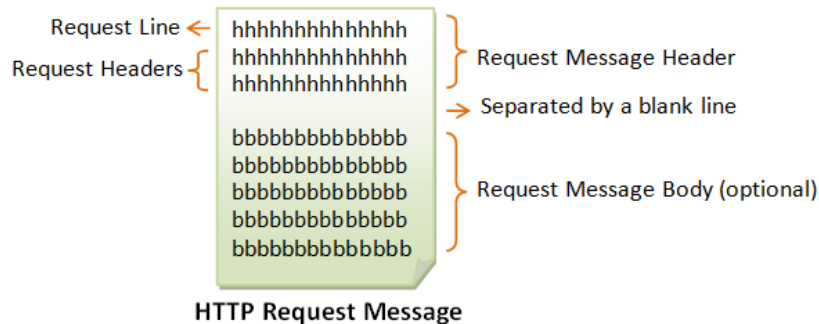 Request Line
hhhhhhhhhhhhhh
Request Headers
hhhhhhhhhhhhhh
hhhhhhhhhhhhhh
Request Message Header
Separated by a blank line
bbbbbbbbbbbbbb
bbbbbbbbbbbbbb
bbbbbbbbbbbbbb
bbbbbbbbbbbbbb
bbbbbbbbbbbbbb
Request Message Body (optional)
HTTP Request Message